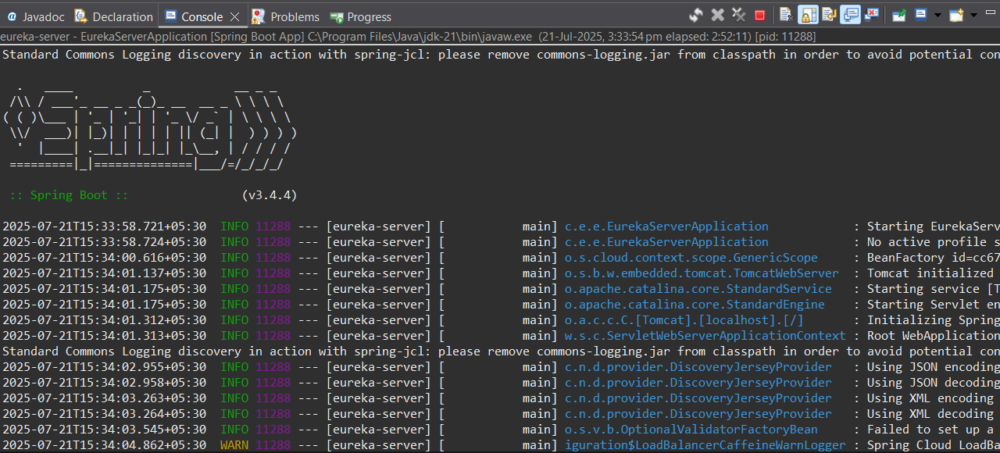 Javadoc Declaration Console Problems Progress
eureka-server - EurekaServerApplication [Spring Boot App] C:\Program Files\Java\jdk-21\bin\javaw.exe (21-Jul-2025, 3:33:54 pm elapsed: 2:52:11) [pid: 11288]
Standard Commons Logging discovery in action with spring-jcl: please remove commons-logging.jar from classpath in order to avoid potential con
Spring
:: Spring Boot :: (v3.4.4)
2025-07-21T15:33:58.721+05:30 INFO 11288 --- [eureka-server] [ main] c.e.e.EurekaServerApplication : Starting EurekaServ
2025-07-21T15:33:58.724+05:30 INFO 11288 --- [eureka-server] [ main] c.e.e.EurekaServerApplication : No active profile s
2025-07-21T15:34:00.616+05:30 INFO 11288 --- [eureka-server] [ main] o.s.cloud.context.scope.GenericScope : BeanFactory id=cc67
2025-07-21T15:34:01.137+05:30 INFO 11288 --- [eureka-server] [ main] o.s.b.w.embedded.tomcat.TomcatWebServer : Tomcat initialized
2025-07-21T15:34:01.175+05:30 INFO 11288 --- [eureka-server] [ main] o.apache.catalina.core.StandardService : Starting service [T
2025-07-21T15:34:01.175+05:30 INFO 11288 --- [eureka-server] [ main] o.apache.catalina.core.StandardEngine : Starting Servlet en
2025-07-21T15:34:01.312+05:30 INFO 11288 --- [eureka-server] [ main] o.a.c.c.C.[Tomcat].[localhost].[/] : Initializing Spring
2025-07-21T15:34:01.313+05:30 INFO 11288 --- [eureka-server] [ main] w.s.c.ServletWebServerApplicationContext : Root WebApplication
Standard Commons Logging discovery in action with spring-jcl: please remove commons-logging.jar from classpath in order to avoid potential con
2025-07-21T15:34:02.955+05:30 INFO 11288 --- [eureka-server] [ main] c.n.d.provider.DiscoveryJerseyProvider : Using JSON encoding
2025-07-21T15:34:02.958+05:30 INFO 11288 --- [eureka-server] [ main] c.n.d.provider.DiscoveryJerseyProvider : Using JSON decoding
2025-07-21T15:34:03.263+05:30 INFO 11288 --- [eureka-server] [ main] c.n.d.provider.DiscoveryJerseyProvider : Using XML encoding
2025-07-21T15:34:03.264+05:30 INFO 11288 --- [eureka-server] [ main] c.n.d.provider.DiscoveryJerseyProvider : Using XML decoding
2025-07-21T15:34:03.545+05:30 INFO 11288 --- [eureka-server] [ main] o.s.v.b.OptionalValidatorFactoryBean : Failed to set up a
2025-07-21T15:34:04.862+05:30 WARN 11288 --- [eureka-server] [ main] iguration$LoadBalancerCaffeineWarnLogger : Spring Cloud LoadBa